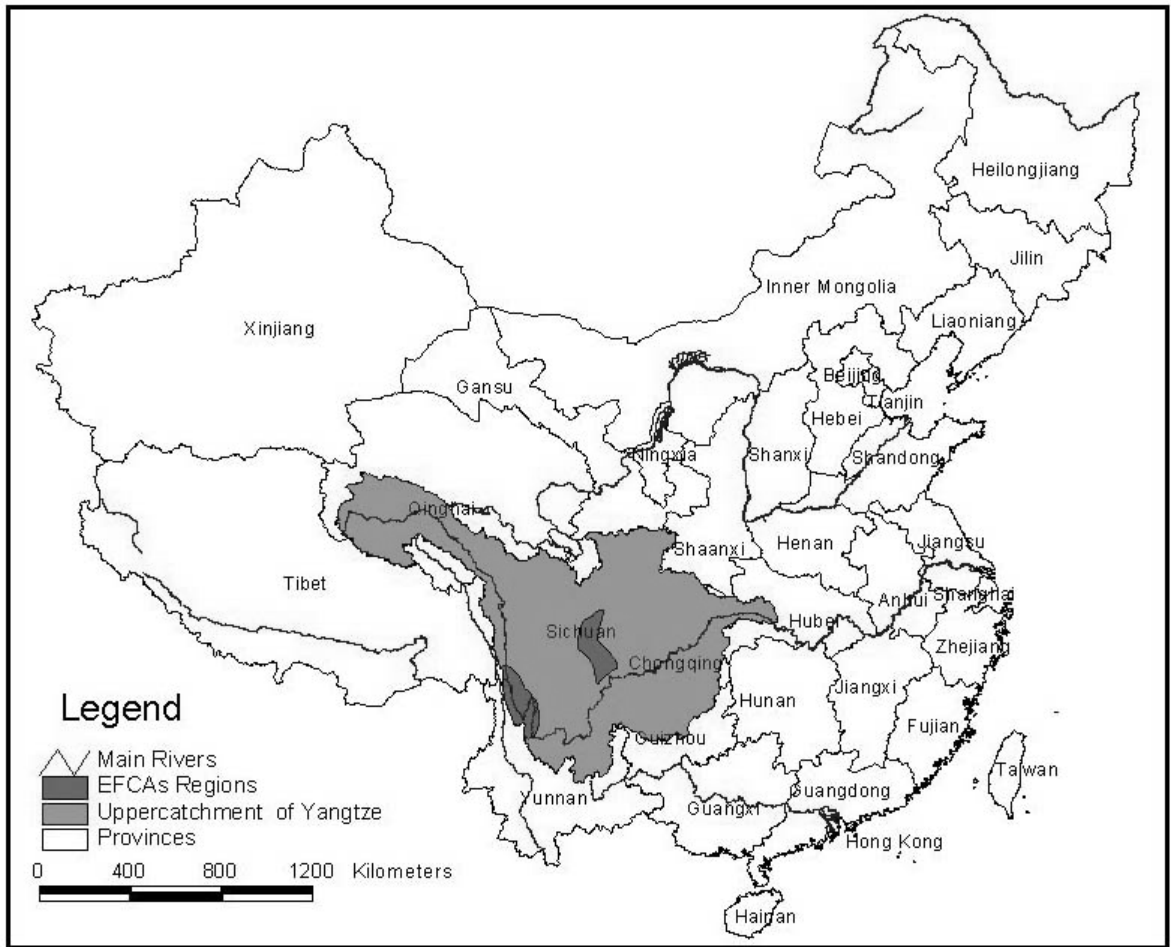 Heilongjiang
Jilin
Inner Mongolia
Liaoniang
Xinjiang
Beijing
Gansu
Tianjin
Hebei
Ningxia
Shanxi
Shandong
Qinghai
Shaanxi
Henan
Jiangsu
Tibet
Anhui
Shanghai
Hubei
Sichuan
Zhejiang
Chongqing
Hunan
Jiangxi
Fujian
Guizhou
Taiwan
Yunnan
Guangdong
Guangxi
Hong Kong
Hainan
Legend
Main Rivers
EFCAs Regions
Uppercatchment of Yangtze
Provinces
0 400 800 1200 Kilometers